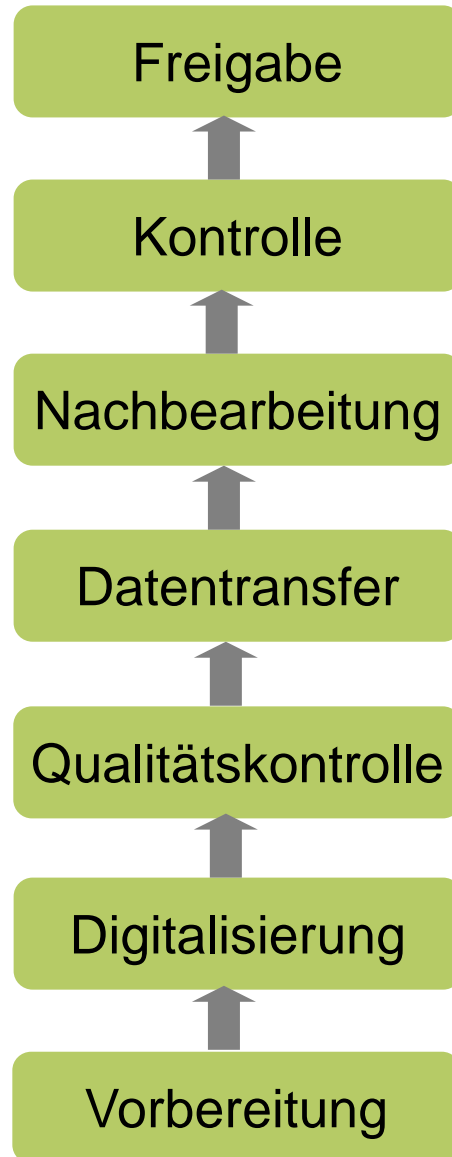 Freigabe
Kontrolle
Nachbearbeitung
Datentransfer
Qualitätskontrolle
Digitalisierung
Vorbereitung